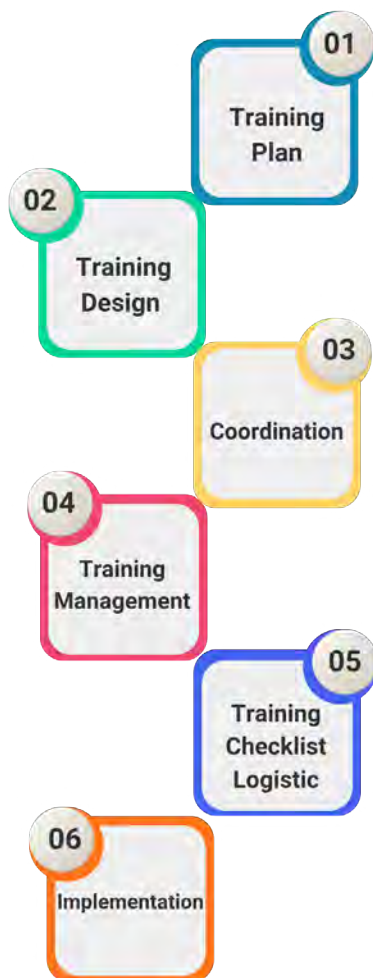 01
Training
Plan
02
Training
Design
03
Coordination
04
Training
Management
05
Training
Checklist
Logistic
06
Implementation